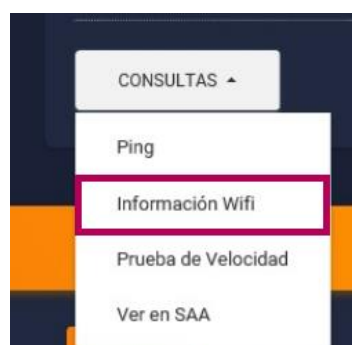 CONSULTAS
Ping
Información Wifi
Prueba de Velocidad
Ver en SAA